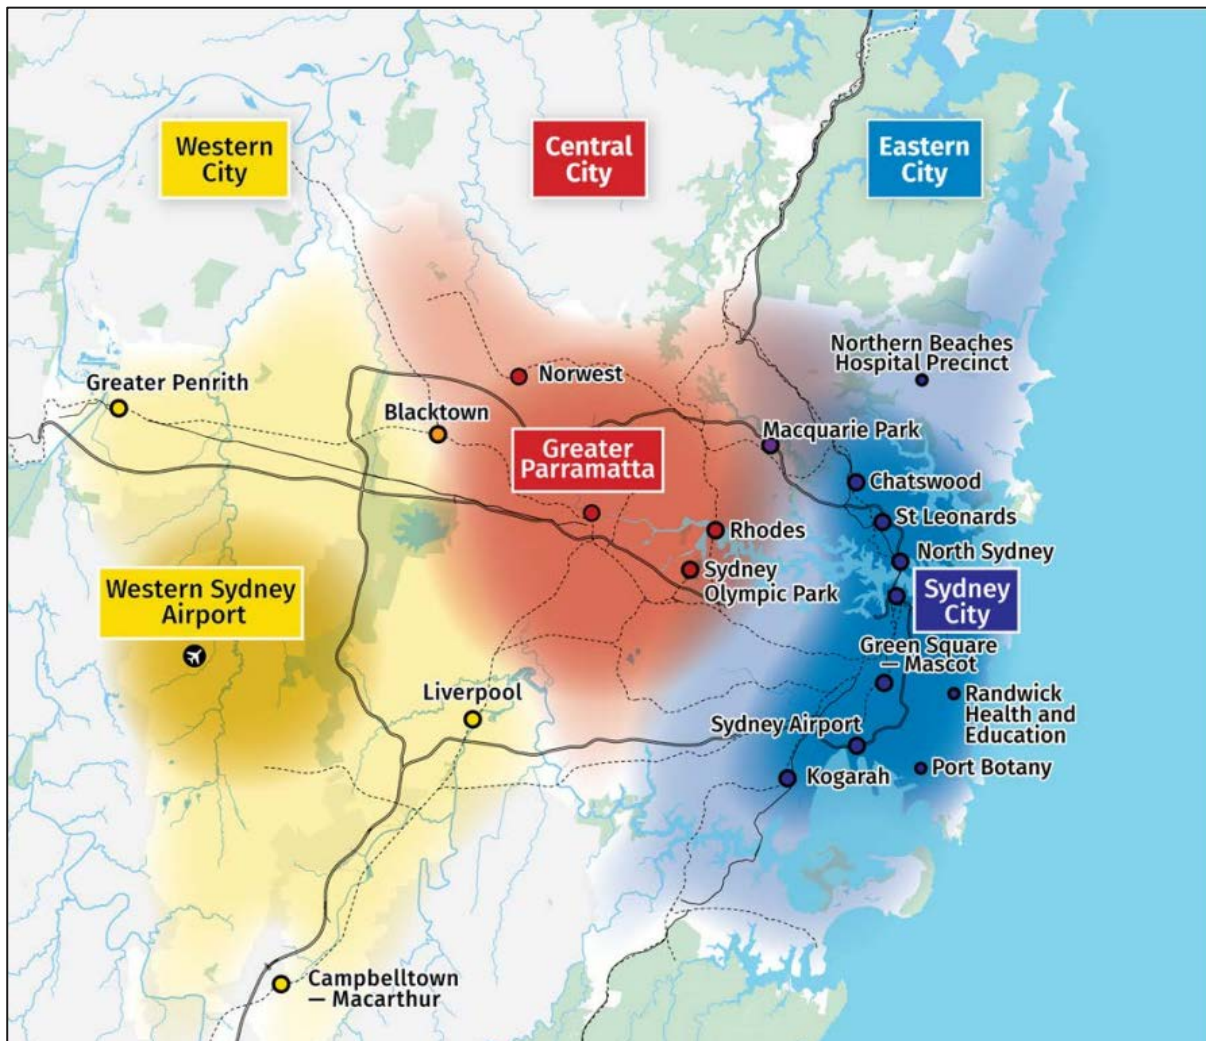 Western
City
Central
City
Eastern
City
Northern Beaches
Hospital Precinct
Greater Penrith
Norwest
Blacktown
Greater
Parramatta
Macquarie Park
Chatswood
St Leonards
Rhodes
North Sydney
Sydney
Olympic Park
Western Sydney
Airport
Sydney
City
Green Square
— Mascot
Liverpool
Randwick
Health and
Education
Sydney Airport
Port Botany
Kogarah
Campbelltown
— Macarthur